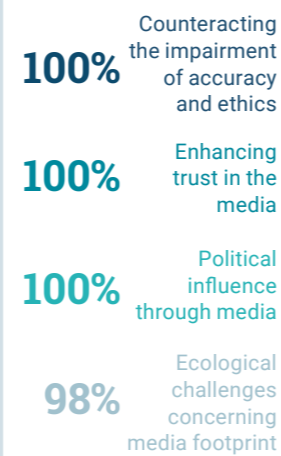 100%
Counteracting
the impairment
of accuracy
and ethics
100%
Enhancing
trust in the
media
100%
Political
influence
through media
98%
Ecological
challenges
concerning
media footprint